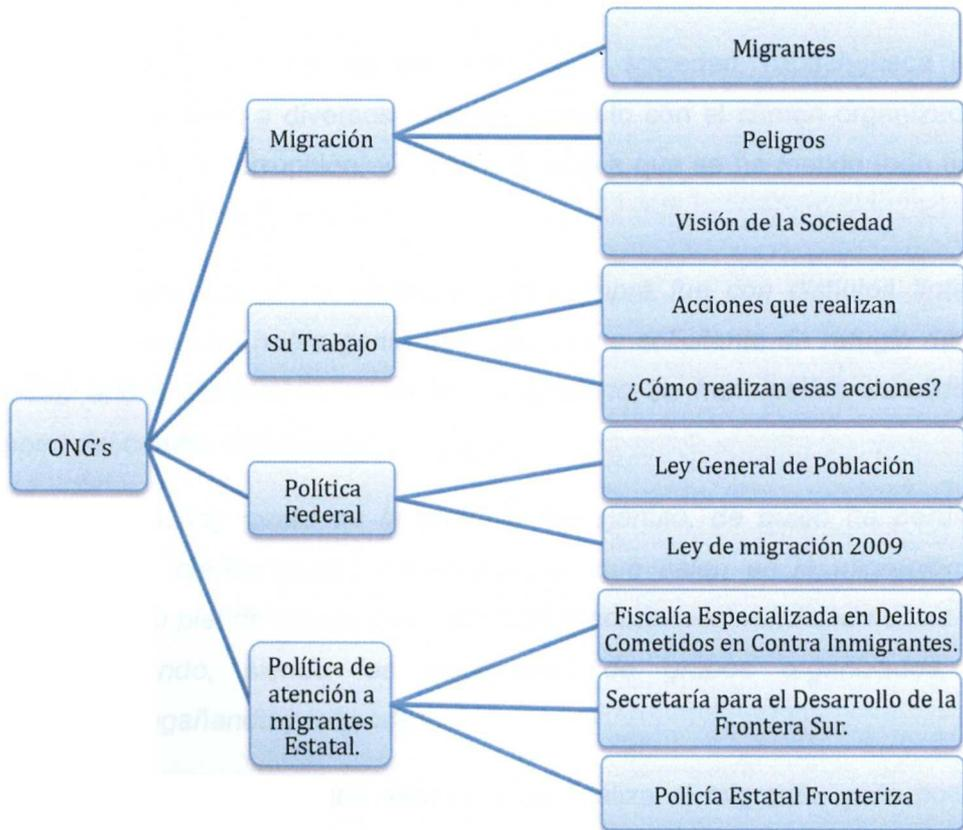 ONG's
Migración
Migrantes
Peligros
Visión de la Sociedad
Su Trabajo
Acciones que realizan
¿Cómo realizan esas acciones?
Política
Federal
Ley General de Población
Ley de migración 2009
Política de
atención a
migrantes
Estatal.
Fiscalía Especializada en Delitos
Cometidos en Contra Inmigrantes.
Secretaría para el Desarrollo de la
Frontera Sur.
Policía Estatal Fronteriza